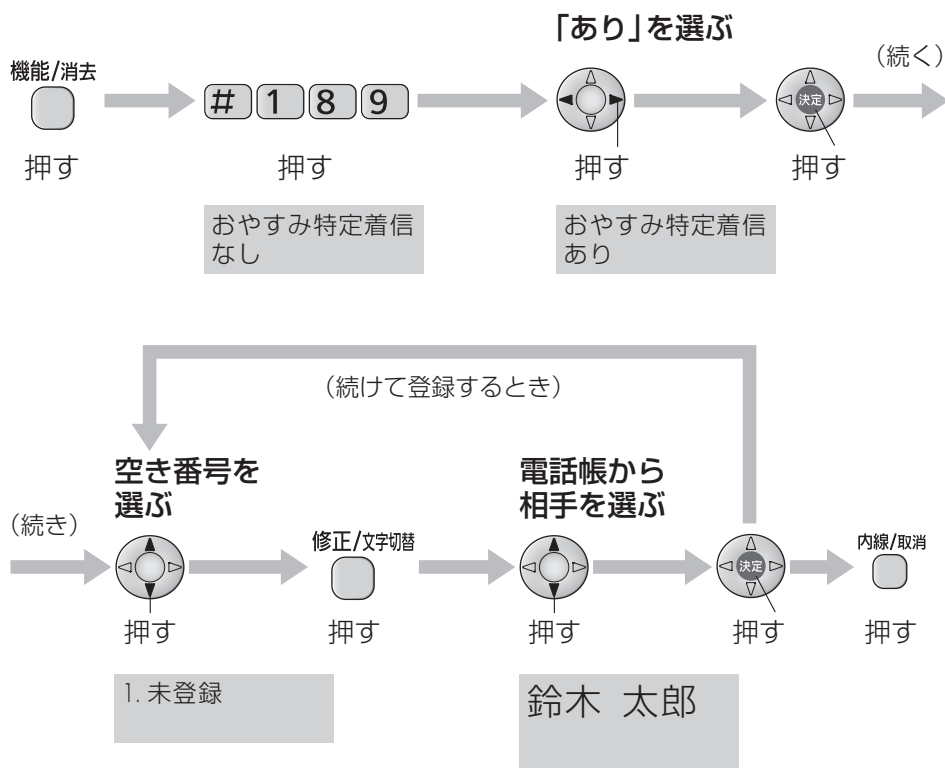 「あり」を選ぶ
機能/消去
(続く)
# 1 8 9
決定
押す
押す
押す
押す
おやすみ特定着信
なし
おやすみ特定着信
あり
(続けて登録するとき)
空き番号を
選ぶ
電話帳から
相手を選ぶ
(続き)
修正/文字切替
内線/取消
決定
押す
押す
押す
押す
押す
1. 未登録
鈴木 太郎